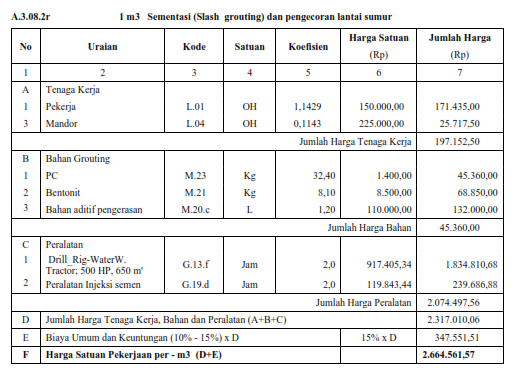 A.3.08.2r 1 m3 Sementasi (Slash grouting) dan pengecoran lantai sumur
No Uraian Kode Satuan Koefisien Harga Satuan (Rp) Jumlah Harga (Rp)
1 2 3 4 5 6 7
A Tenaga Kerja
1 Pekerja L.01 OH 1,1429 150.000,00 171.435,00
3 Mandor L.04 OH 0,1143 225.000,00 25.717,50
Jumlah Harga Tenaga Kerja 197.152,50
B Bahan Grouting
1 PC M.23 Kg 32,40 1.400,00 45.360,00
2 Bentonit M.21 Kg 8,10 8.500,00 68.850,00
3 Bahan aditif pengerasan M.20.c L 1,20 110.000,00 132.000,00
Jumlah Harga Bahan 45.360,00
C Peralatan
1 Drill_Rig-WaterW. Tractor; 500 HP, 650 m' G.13.f Jam 2,0 917.405,34 1.834.810,68
2 Peralatan Injeksi semen G.19.d Jam 2,0 119.843,44 239.686,88
Jumlah Harga Peralatan 2.074.497,56
D Jumlah Harga Tenaga Kerja, Bahan dan Peralatan (A+B+C) 2.317.010,06
E Biaya Umum dan Keuntungan (10% - 15%) x D 15% x D 347.551,51
F Harga Satuan Pekerjaan per - m3 (D+E) 2.664.561,57